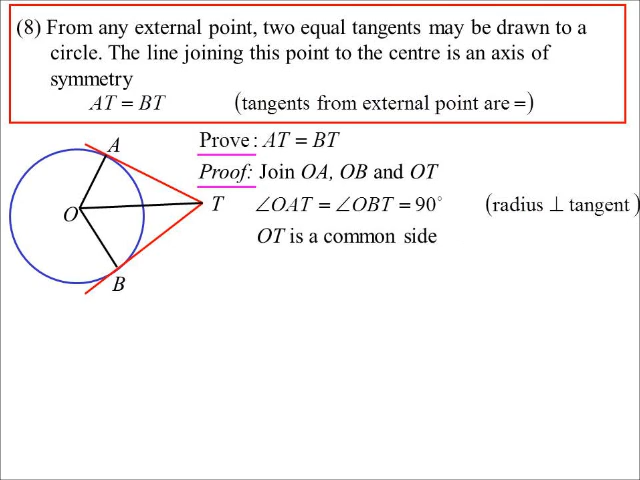 (8) From any external point, two equal tangents may be drawn to a
circle. The line joining this point to the centre is an axis of
symmetry
AT = BT (tangents from external point are =)
A
Prove: AT = BT
Proof: Join OA, OB and OT
O
T
∠OAT = ∠OBT = 90° (radius ⊥ tangent)
OT is a common side
B